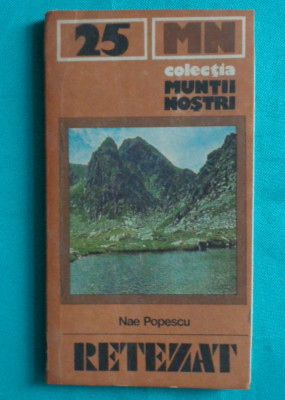 25 MN
colecția
MUNȚII
NOȘTRI
Nae Popescu
RETEZAT